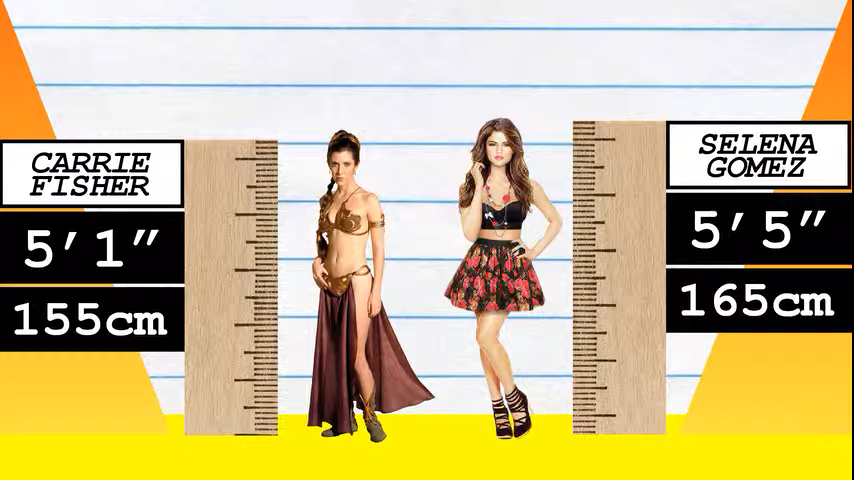 CARRIE
FISHER
5'1”
155cm
SELENA
GOMEZ
5'5”
165cm